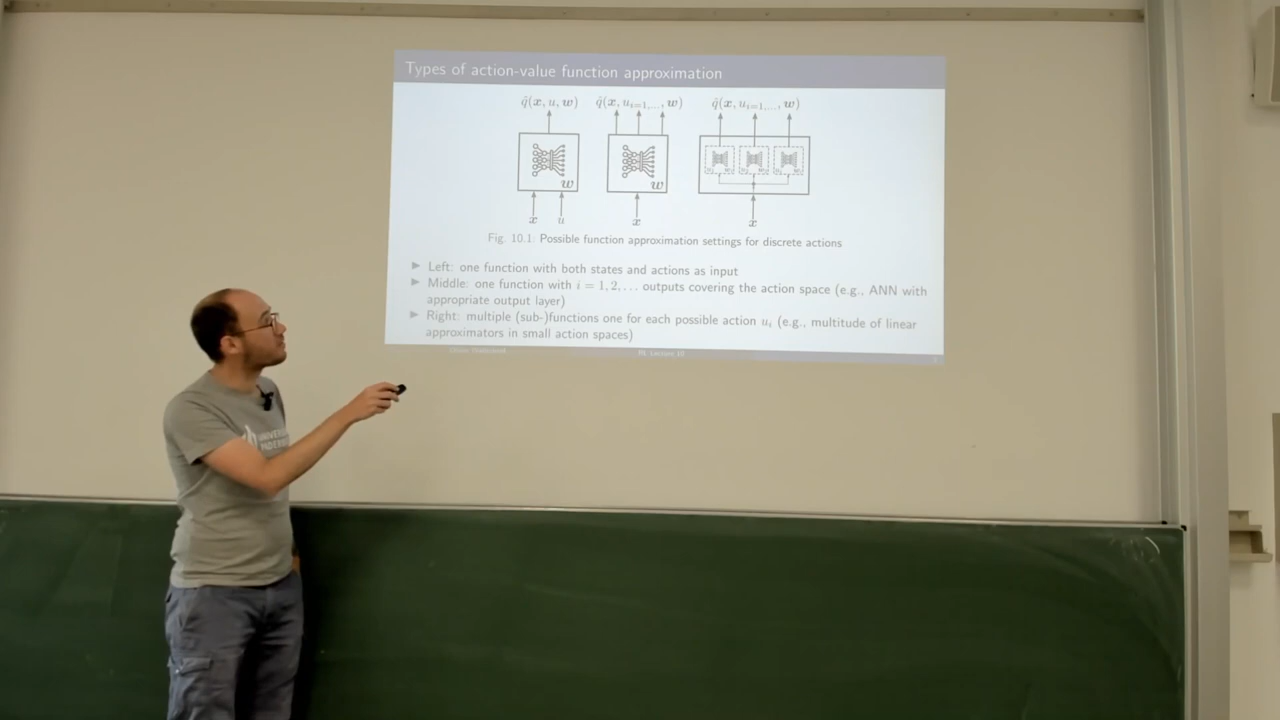 Types of action-value function approximation
q̂(x, u, w) q̂(x, u_{i=1,...}, w) q̂(x, u_{i=1,...}, w)
w w
x u x x
Fig. 10.1: Possible function approximation settings for discrete actions
▶ Left: one function with both states and actions as input
▶ Middle: one function with i = 1, 2, . . . outputs covering the action space (e.g., ANN with
appropriate output layer)
▶ Right: multiple (sub-)functions one for each possible action u_i (e.g., multitude of linear
approximators in small action spaces)